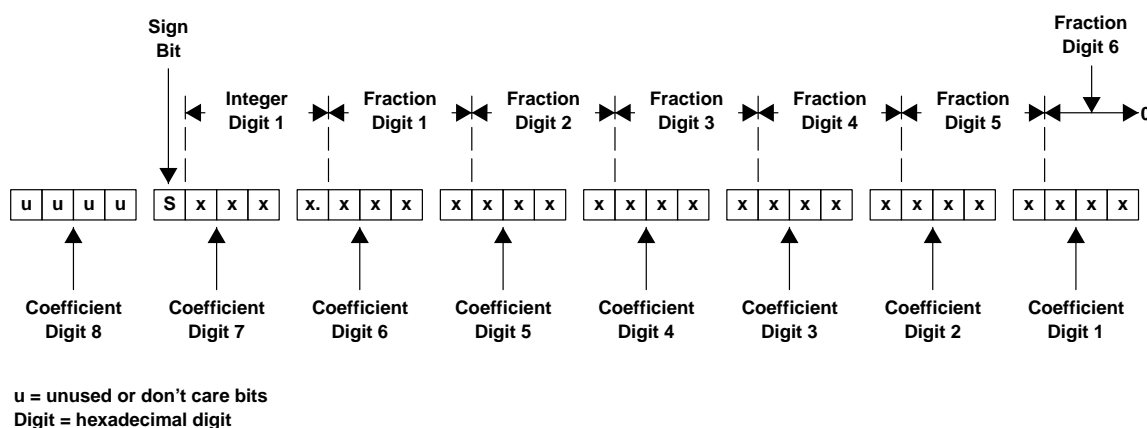 Sign
Bit
Fraction
Digit 6
Integer
Digit 1
Fraction
Digit 1
Fraction
Digit 2
Fraction
Digit 3
Fraction
Digit 4
Fraction
Digit 5
0
u u u u S x x x x. x x x x x x x x x x x x x x x x x x x x x x x
Coefficient
Digit 8
Coefficient
Digit 7
Coefficient
Digit 6
Coefficient
Digit 5
Coefficient
Digit 4
Coefficient
Digit 3
Coefficient
Digit 2
Coefficient
Digit 1
u = unused or don’t care bits
Digit = hexadecimal digit